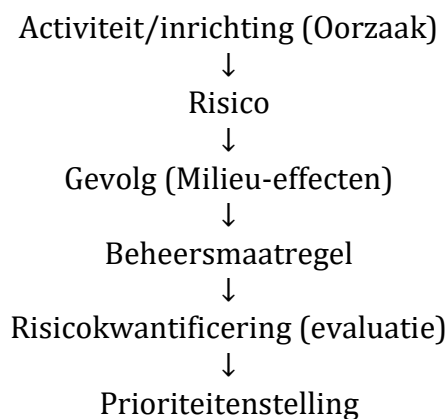 Activiteit/inrichting (Oorzaak)
↓
Risico
↓
Gevolg (Milieu-effecten)
↓
Beheersmaatregel
↓
Risicokwantificering (evaluatie)
↓
Prioriteitenstelling